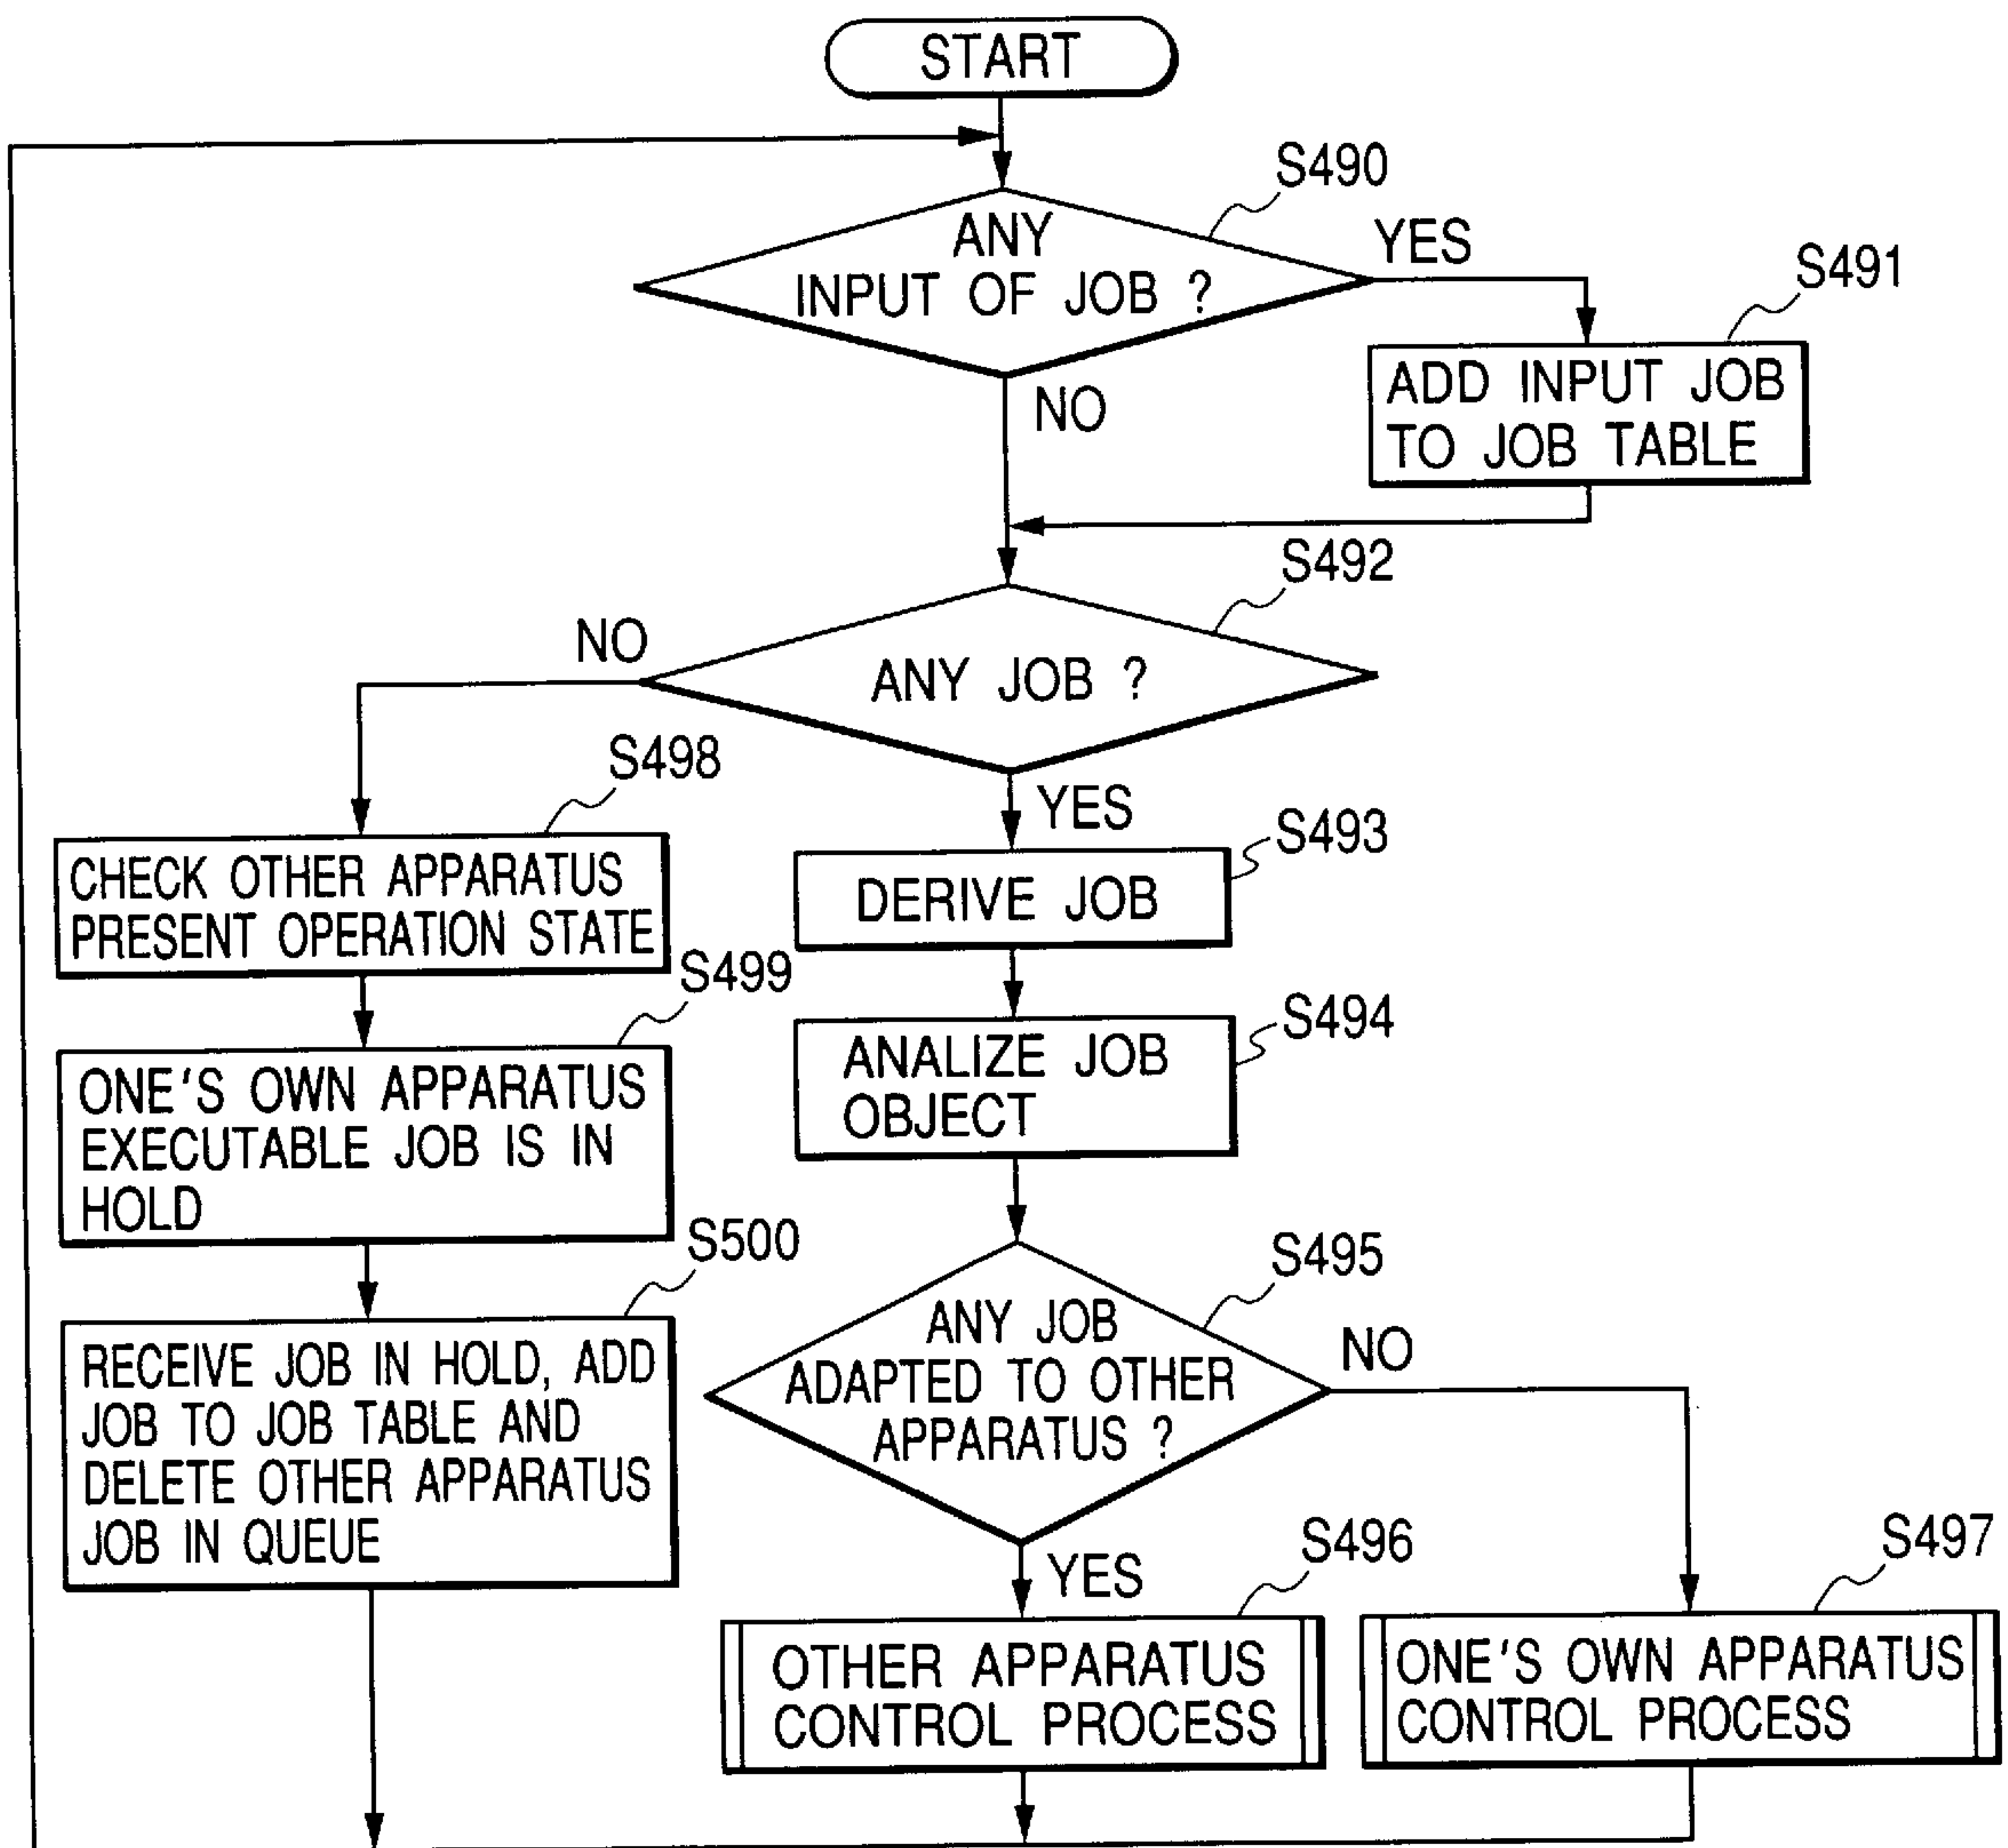 START
S490
ANY
INPUT OF JOB ?
YES
S491
ADD INPUT JOB
TO JOB TABLE
NO
S492
NO
ANY JOB ?
S498
YES
S493
CHECK OTHER APPARATUS
PRESENT OPERATION STATE
DERIVE JOB
S499
S494
ONE'S OWN APPARATUS
EXECUTABLE JOB IS IN
HOLD
ANALIZE JOB
OBJECT
S500
S495
ANY JOB
ADAPTED TO OTHER
APPARATUS ?
NO
RECEIVE JOB IN HOLD, ADD
JOB TO JOB TABLE AND
DELETE OTHER APPARATUS
JOB IN QUEUE
YES
S496
S497
OTHER APPARATUS
CONTROL PROCESS
ONE'S OWN APPARATUS
CONTROL PROCESS